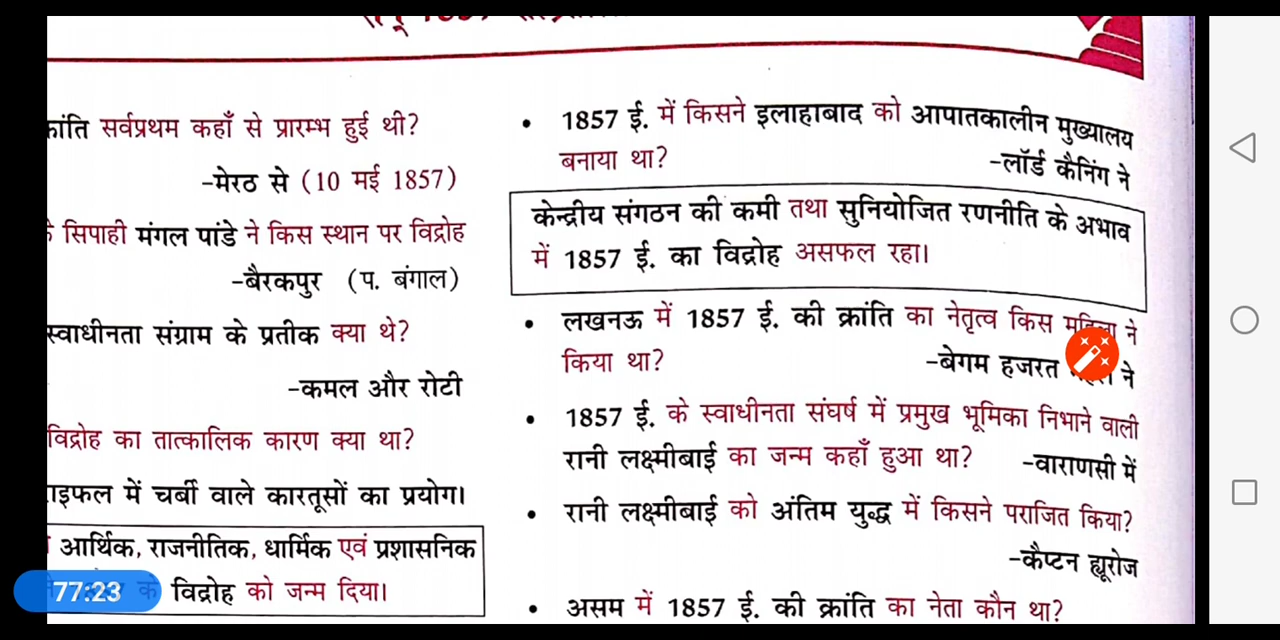 सर्वप्रथम कहाँ से प्रारम्भ हुई थी?
-मेरठ से (10 मई 1857)
सिपाही मंगल पांडे ने किस स्थान पर विद्रोह
-बैरकपुर (प. बंगाल)
स्वाधीनता संग्राम के प्रतीक क्या थे?
-कमल और रोटी
विद्रोह का तात्कालिक कारण क्या था?
में चर्बी वाले कारतूसों का प्रयोग।
आर्थिक, राजनीतिक, धार्मिक एवं प्रशासनिक
विद्रोह को जन्म दिया।
77:23
• 1857 ई. में किसने इलाहाबाद को आपातकालीन मुख्यालय
बनाया था? -लॉर्ड कैनिंग ने
केन्द्रीय संगठन की कमी तथा सुनियोजित रणनीति के अभाव
में 1857 ई. का विद्रोह असफल रहा।
• लखनऊ में 1857 ई. की क्रांति का नेतृत्व किस महिला ने
किया था? -बेगम हजरत ने
• 1857 ई. के स्वाधीनता संघर्ष में प्रमुख भूमिका निभाने वाली
रानी लक्ष्मीबाई का जन्म कहाँ हुआ था? -वाराणसी में
• रानी लक्ष्मीबाई को अंतिम युद्ध में किसने पराजित किया?
-कैप्टन ह्यूरोज
• असम में 1857 ई. की क्रांति का नेता कौन था?